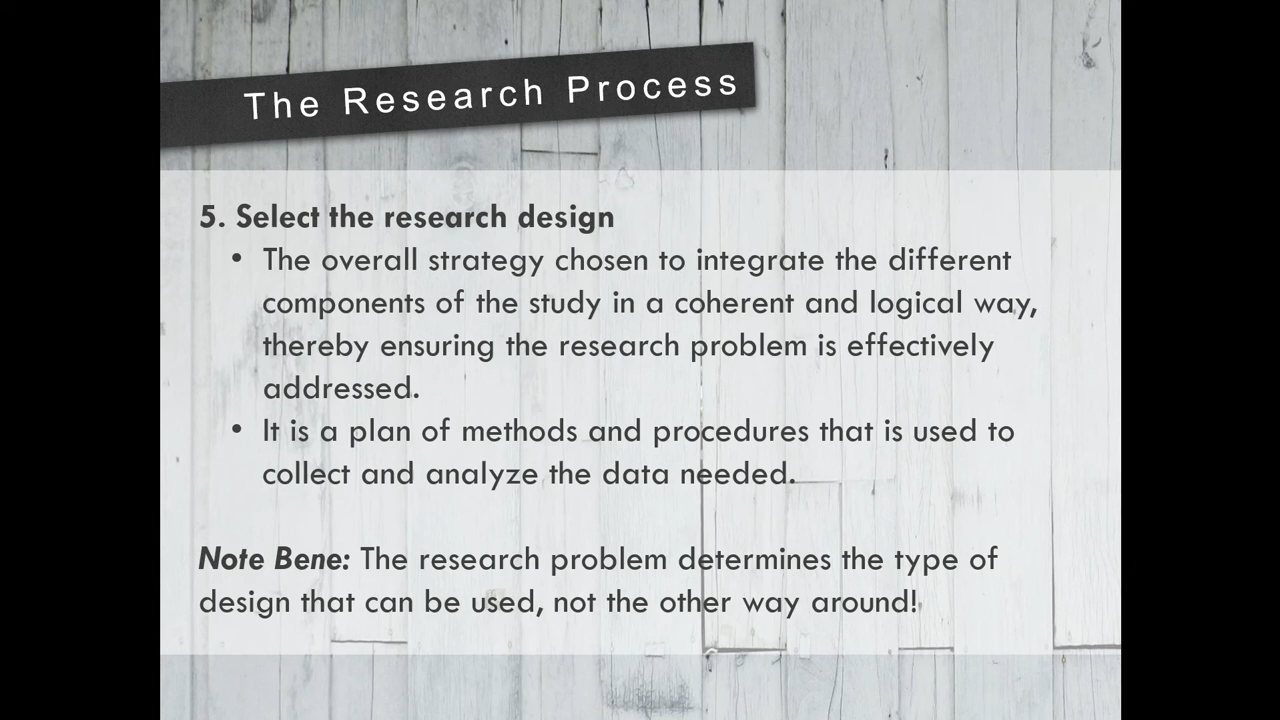 The Research Process
5. Select the research design
• The overall strategy chosen to integrate the different
components of the study in a coherent and logical way,
thereby ensuring the research problem is effectively
addressed.
• It is a plan of methods and procedures that is used to
collect and analyze the data needed.
Note Bene: The research problem determines the type of
design that can be used, not the other way around!